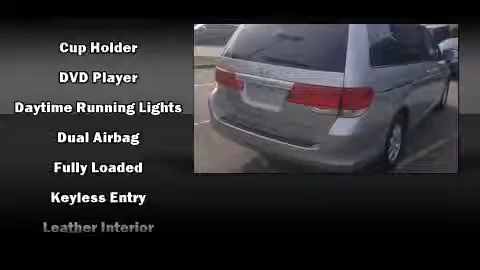 Cup Holder
DVD Player
Daytime Running Lights
Dual Airbag
Fully Loaded
Keyless Entry
Leather Interior